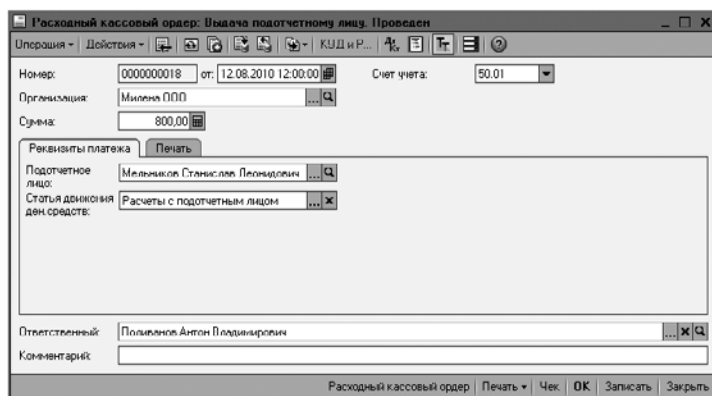 Расходный кассовый ордер: Выдача подотчетному лицу. Проведен
Операция Действия КУДиР...
Номер: 0000000018 от: 12.08.2010 12:00:00 Счет учета: 50.01
Организация: Милена ООО ...
Сумма: 800,00
Реквизиты платежа Печать
Подотчетное лицо: Мельников Станислав Леонидович ...
Статья движения ден.средств: Расчеты с подотчетным лицом ... x
Ответственный: Поливанов Антон Владимирович ... x
Комментарий:
Расходный кассовый ордер Печать Чек OK Записать Закрыть